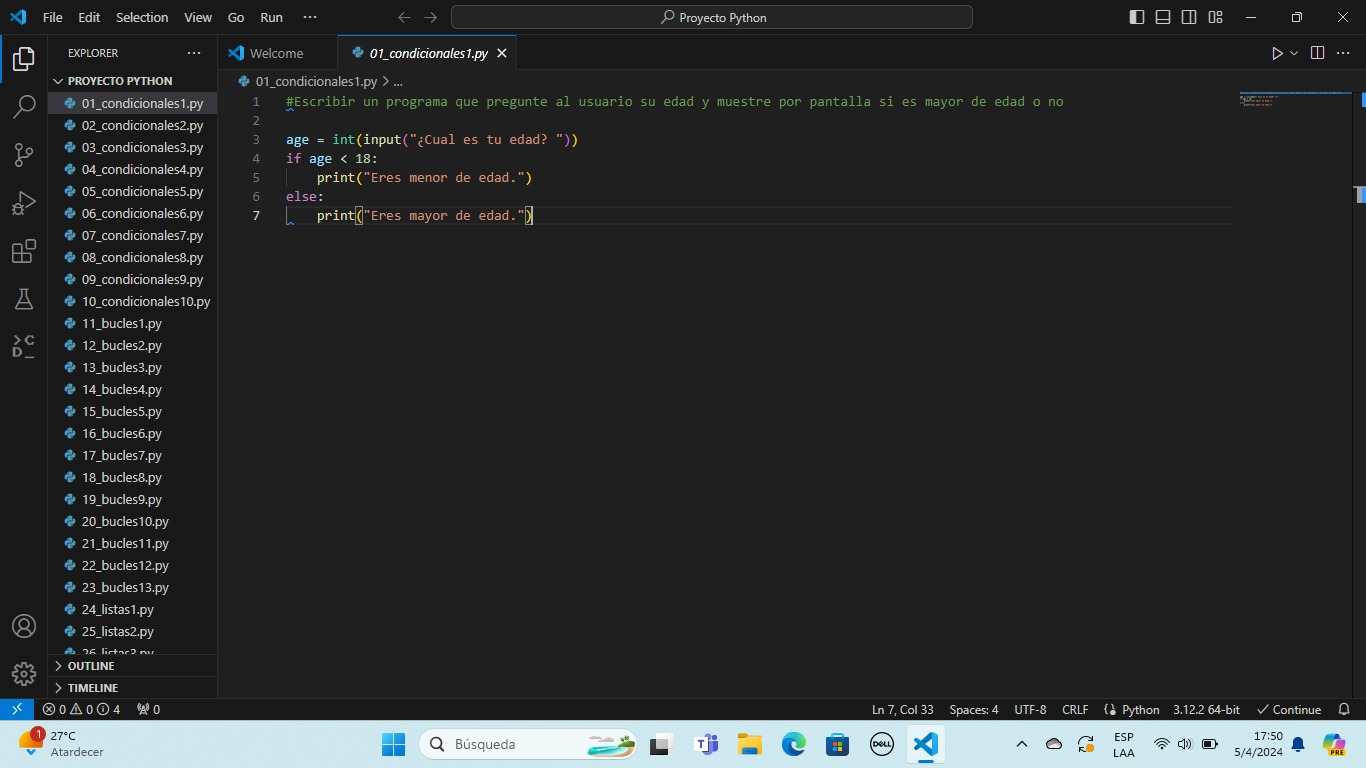 File Edit Selection View Go Run ···
Proyecto Python
EXPLORER
Welcome
01_condicionales1.py
PROYECTO PYTHON
01_condicionales1.py
02_condicionales2.py
03_condicionales3.py
04_condicionales4.py
05_condicionales5.py
06_condicionales6.py
07_condicionales7.py
08_condicionales8.py
09_condicionales9.py
10_condicionales10.py
11_bucles1.py
12_bucles2.py
13_bucles3.py
14_bucles4.py
15_bucles5.py
16_bucles6.py
17_bucles7.py
18_bucles8.py
19_bucles9.py
20_bucles10.py
21_bucles11.py
22_bucles12.py
23_bucles13.py
24_listas1.py
25_listas2.py
26_listas3.py
OUTLINE
TIMELINE
01_condicionales1.py > ...
1 #Escribir un programa que pregunte al usuario su edad y muestre por pantalla si es mayor de edad o no
2
3 age = int(input("¿Cual es tu edad? "))
4 if age < 18:
5     print("Eres menor de edad.")
6 else:
7     print("Eres mayor de edad.")
0 0 4 0
Ln 7, Col 33 Spaces: 4 UTF-8 CRLF Python 3.12.2 64-bit Continue
1
27°C
Atardecer
Búsqueda
DELL
ESP
LAA
17:50
5/4/2024
PRE